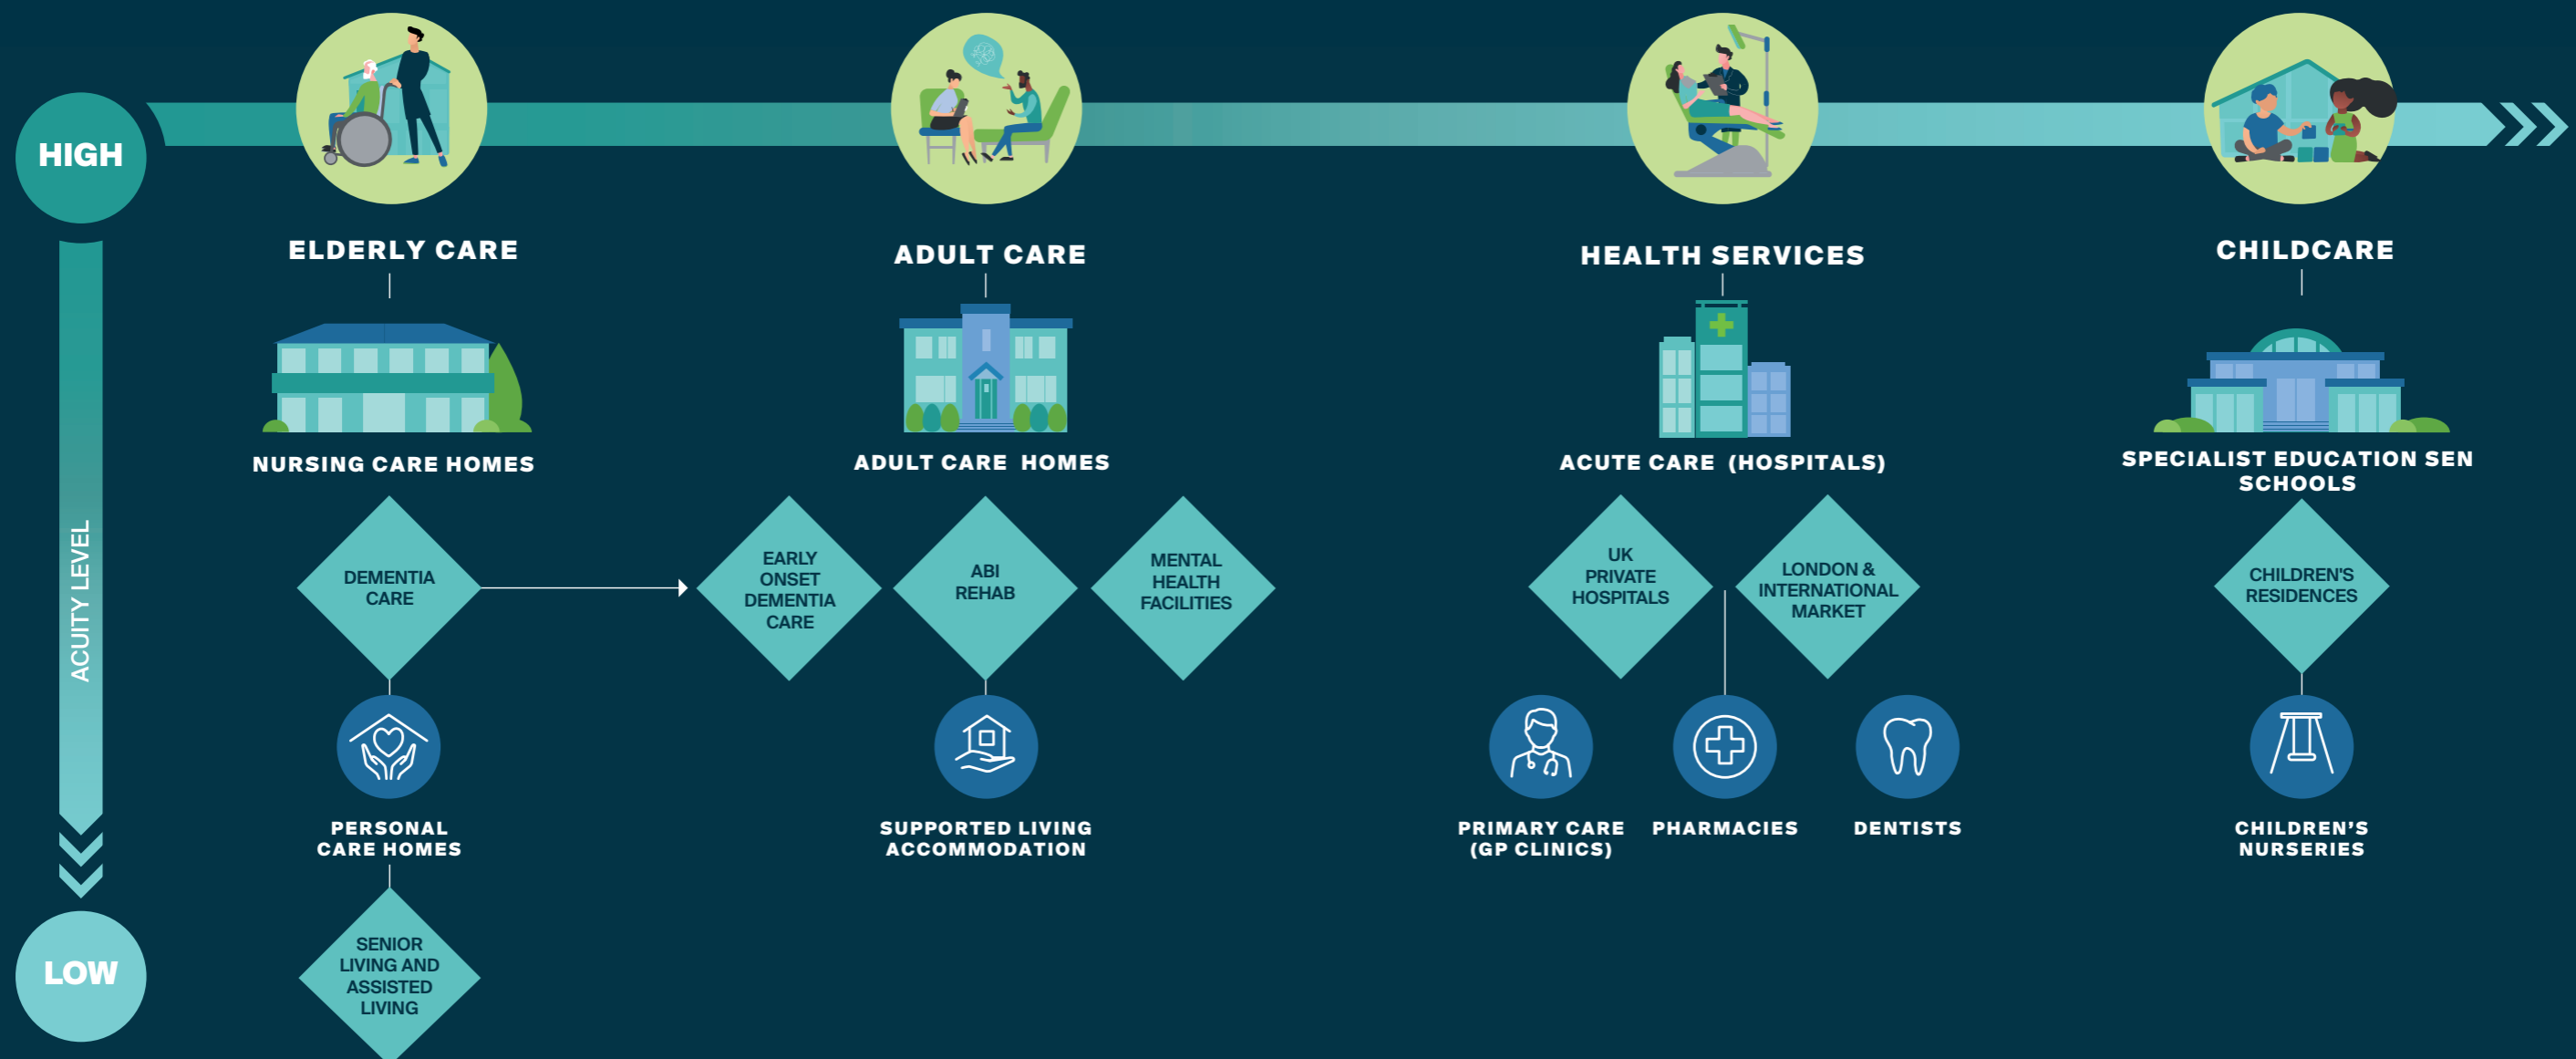 HIGH
ACUITY LEVEL
LOW
ELDERLY CARE
NURSING CARE HOMES
DEMENTIA
CARE
PERSONAL
CARE HOMES
SENIOR
LIVING AND
ASSISTED
LIVING
ADULT CARE
ADULT CARE HOMES
EARLY
ONSET
DEMENTIA
CARE
ABI
REHAB
MENTAL
HEALTH
FACILITIES
SUPPORTED LIVING
ACCOMMODATION
HEALTH SERVICES
ACUTE CARE (HOSPITALS)
UK
PRIVATE
HOSPITALS
LONDON &
INTERNATIONAL
MARKET
PRIMARY CARE
(GP CLINICS)
PHARMACIES
DENTISTS
CHILDCARE
SPECIALIST EDUCATION SEN
SCHOOLS
CHILDREN'S
RESIDENCES
CHILDREN’S
NURSERIES